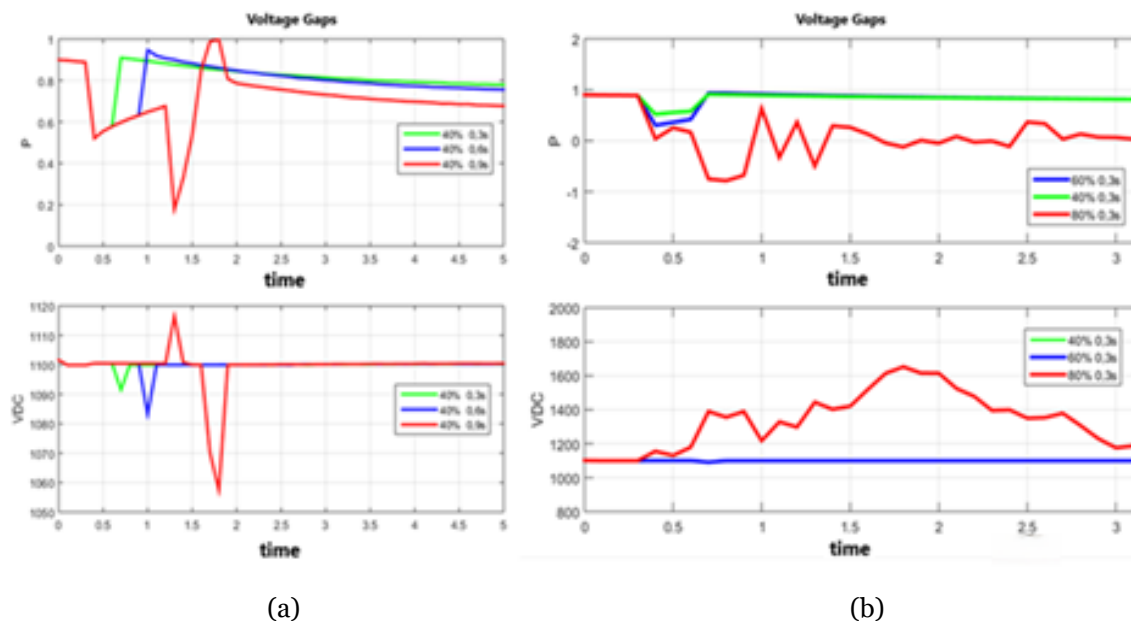 Voltage Gaps
1
0.8
0.6
0.4
0.2
0
P
40% 0,3s
40% 0,6s
40% 0,9s
0 0.5 1 1.5 2 2.5 3 3.5 4 4.5 5
time
1120
1110
1100
1090
1080
1070
1060
1050
VDC
40% 0,3s
40% 0,6s
40% 0,9s
0 0.5 1 1.5 2 2.5 3 3.5 4 4.5 5
time
(a)
Voltage Gaps
2
1
0
-1
-2
P
60% 0,3s
40% 0,3s
80% 0,3s
0 0.5 1 1.5 2 2.5 3
time
2000
1800
1600
1400
1200
1000
800
VDC
40% 0,3s
60% 0,3s
80% 0,3s
0 0.5 1 1.5 2 2.5 3
time
(b)